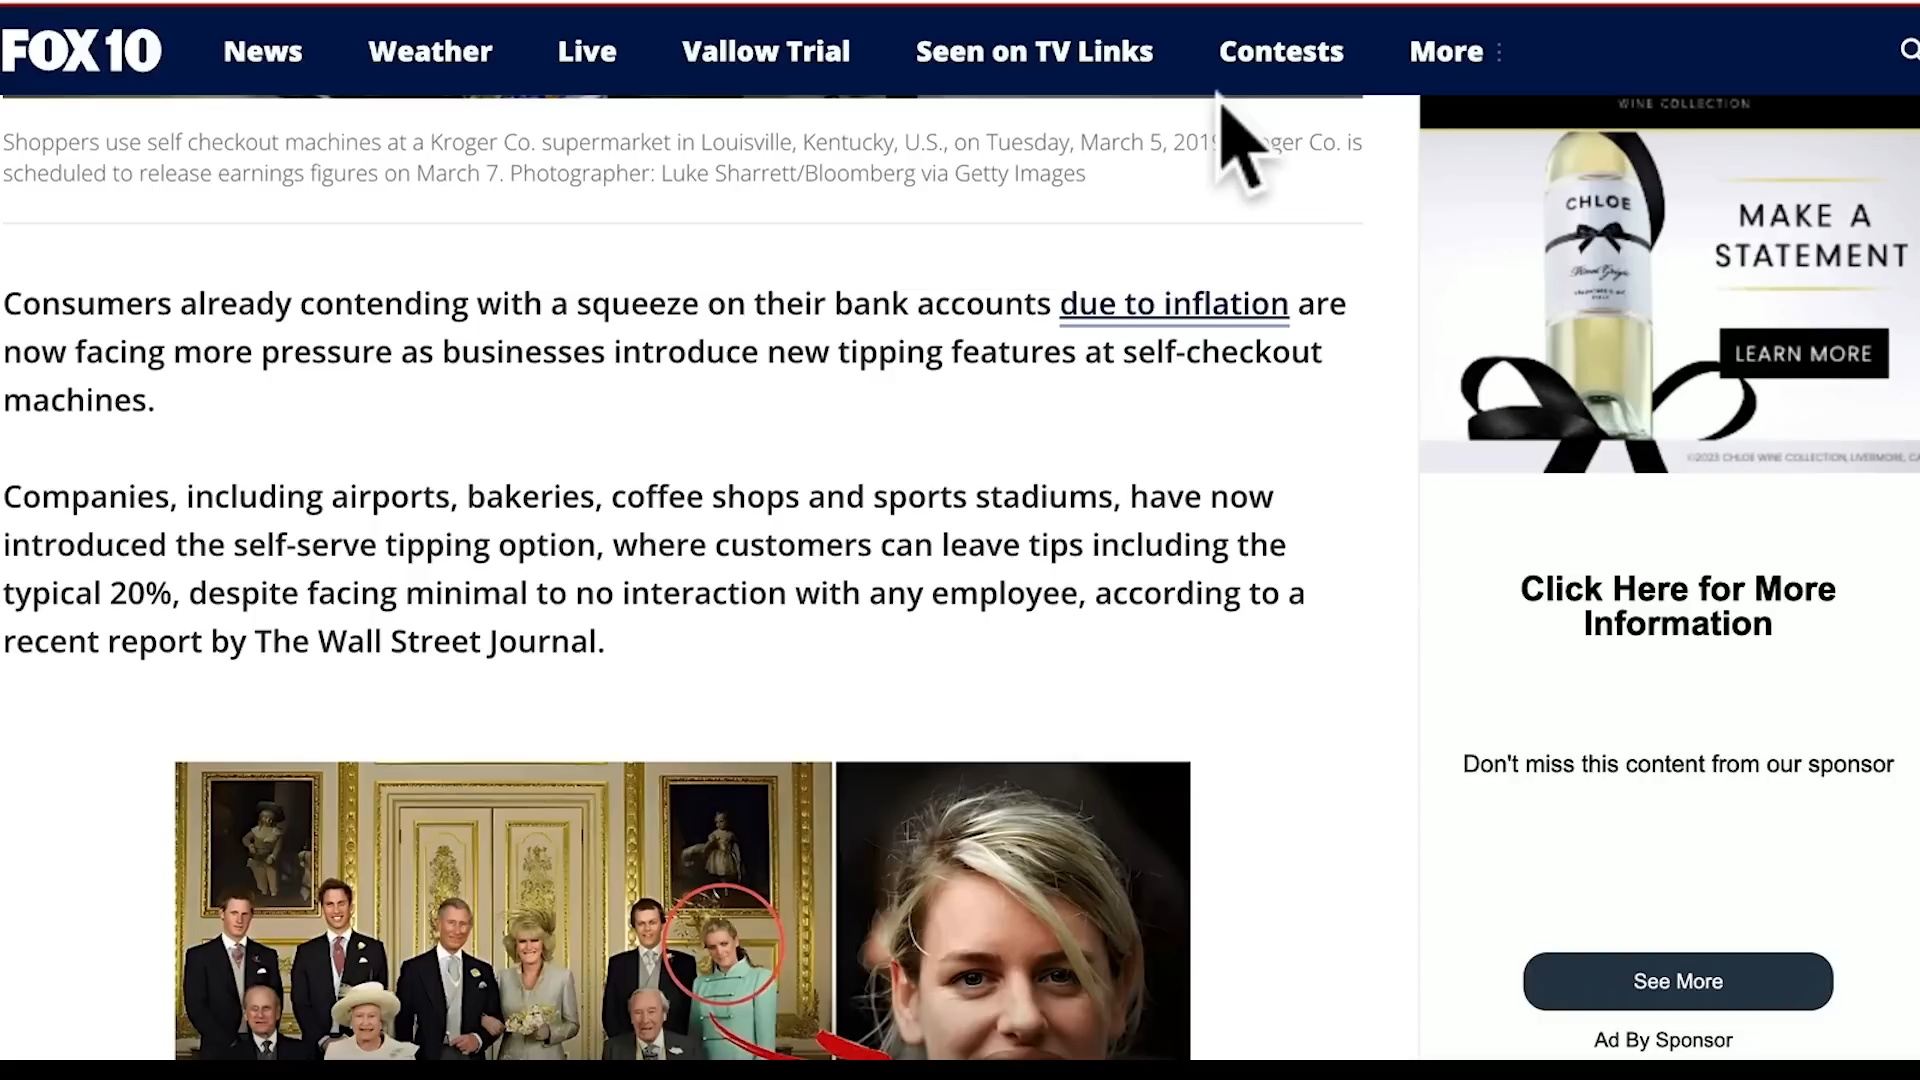 FOX 10 News Weather Live Vallow Trial Seen on TV Links Contests More
WINE COLLECTION
Shoppers use self checkout machines at a Kroger Co. supermarket in Louisville, Kentucky, U.S., on Tuesday, March 5, 2019 ger Co. is
scheduled to release earnings figures on March 7. Photographer: Luke Sharrett/Bloomberg via Getty Images
Consumers already contending with a squeeze on their bank accounts due to inflation are
now facing more pressure as businesses introduce new tipping features at self-checkout
machines.
Companies, including airports, bakeries, coffee shops and sports stadiums, have now
introduced the self-serve tipping option, where customers can leave tips including the
typical 20%, despite facing minimal to no interaction with any employee, according to a
recent report by The Wall Street Journal.
CHLOE
Pinot Grigio
MAKE A
STATEMENT
LEARN MORE
©2023 CHLOE WINE COLLECTION, LIVERMORE, CA
Click Here for More
Information
Don't miss this content from our sponsor
See More
Ad By Sponsor